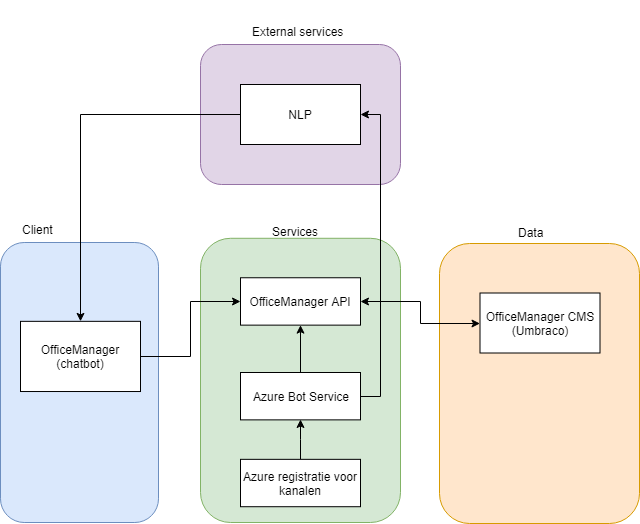 External services
NLP
Client
Services
Data
OfficeManager API
OfficeManager CMS
(Umbraco)
OfficeManager
(chatbot)
Azure Bot Service
Azure registratie voor
kanalen